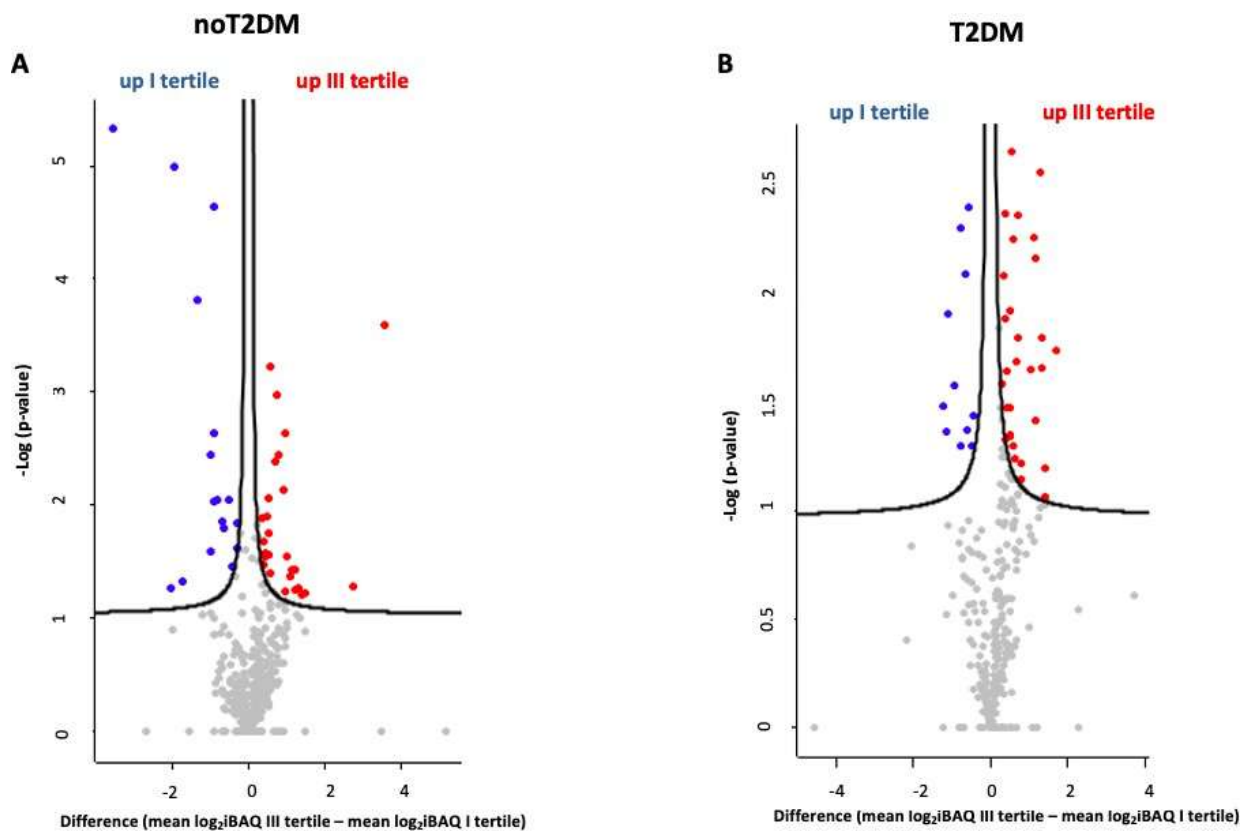 noT2DM
A
up I tertile
up III tertile
-Log (p-value)
5
4
3
2
1
0
-2
0
2
4
Difference (mean log₂iBAQ III tertile – mean log₂iBAQ I tertile)
T2DM
B
up I tertile
up III tertile
-Log (p-value)
2.5
2
1.5
1
0.5
0
-4
-2
0
2
4
Difference (mean log₂iBAQ III tertile – mean log₂iBAQ I tertile)